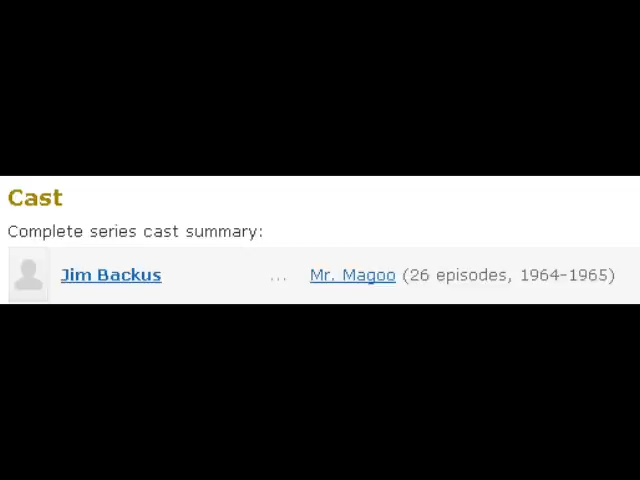 Cast
Complete series cast summary:
Jim Backus ... Mr. Magoo (26 episodes, 1964-1965)